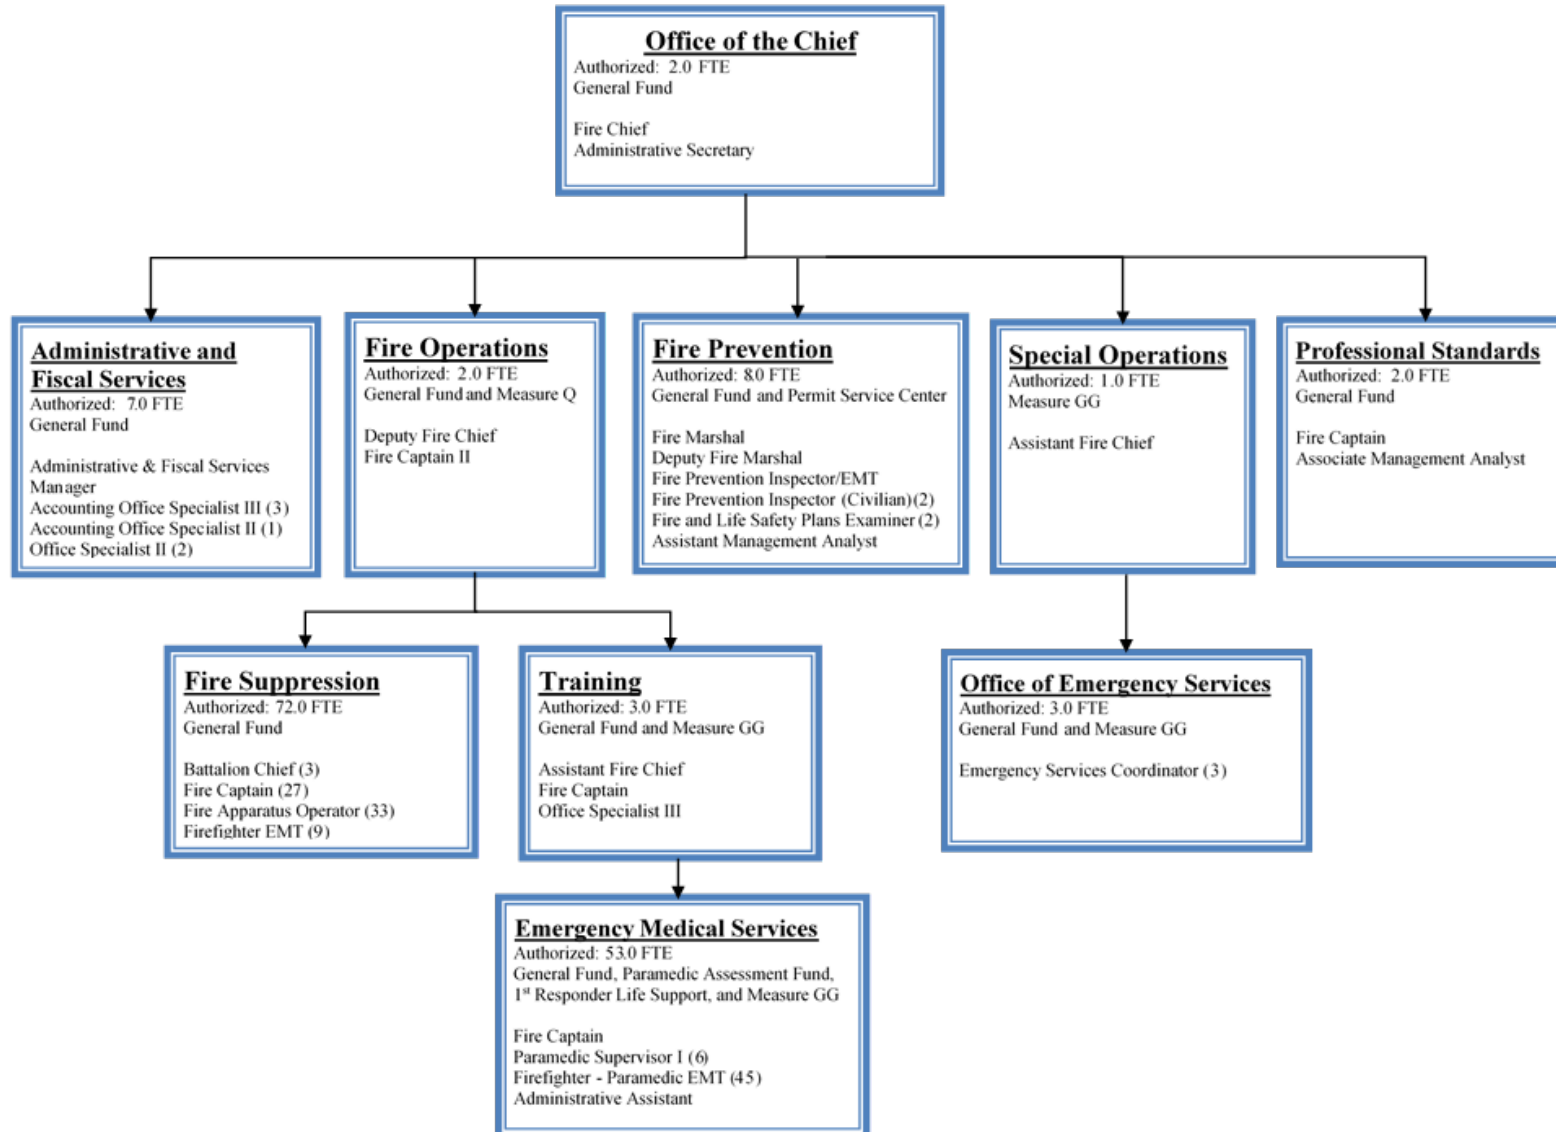 Office of the Chief
Authorized: 2.0 FTE
General Fund
Fire Chief
Administrative Secretary
Administrative and
Fiscal Services
Authorized: 7.0 FTE
General Fund
Administrative & Fiscal Services
Manager
Accounting Office Specialist III (3)
Accounting Office Specialist II (1)
Office Specialist II (2)
Fire Operations
Authorized: 2.0 FTE
General Fund and Measure Q
Deputy Fire Chief
Fire Captain II
Fire Prevention
Authorized: 8.0 FTE
General Fund and Permit Service Center
Fire Marshal
Deputy Fire Marshal
Fire Prevention Inspector/EMT
Fire Prevention Inspector (Civilian) (2)
Fire and Life Safety Plans Examiner (2)
Assistant Management Analyst
Special Operations
Authorized: 1.0 FTE
Measure GG
Assistant Fire Chief
Professional Standards
Authorized: 2.0 FTE
General Fund
Fire Captain
Associate Management Analyst
Fire Suppression
Authorized: 72.0 FTE
General Fund
Battalion Chief (3)
Fire Captain (27)
Fire Apparatus Operator (33)
Firefighter EMT (9)
Training
Authorized: 3.0 FTE
General Fund and Measure GG
Assistant Fire Chief
Fire Captain
Office Specialist III
Office of Emergency Services
Authorized: 3.0 FTE
General Fund and Measure GG
Emergency Services Coordinator (3)
Emergency Medical Services
Authorized: 53.0 FTE
General Fund, Paramedic Assessment Fund,
1st Responder Life Support, and Measure GG
Fire Captain
Paramedic Supervisor I (6)
Firefighter - Paramedic EMT (45)
Administrative Assistant